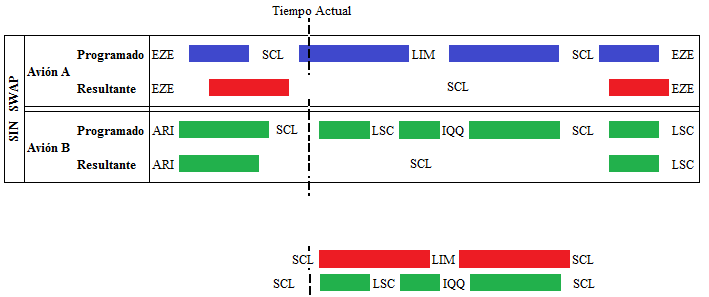 Tiempo Actual
SIN SWAP
Avión A
Programado EZE SCL LIM SCL EZE
Resultante EZE SCL EZE
Avión B
Programado ARI SCL LSC IQQ SCL LSC
Resultante ARI SCL LSC
SCL LIM SCL
SCL LSC IQQ SCL